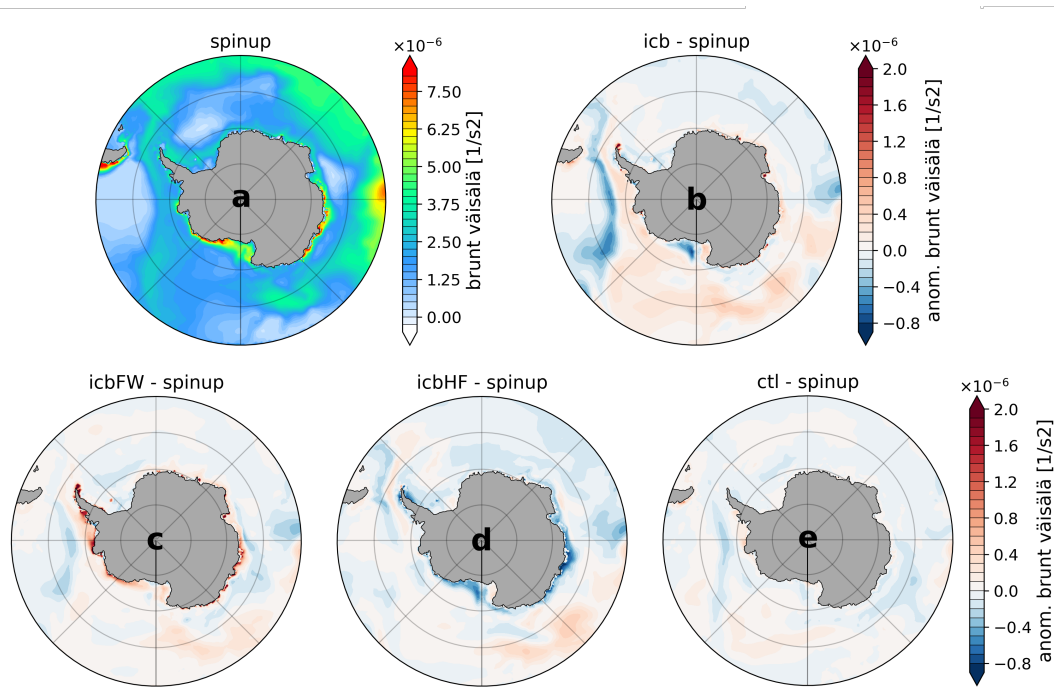 spinup
×10⁻⁶
7.50
6.25
5.00
3.75
2.50
1.25
0.00
brunt väisälä [1/s2]
a
icb - spinup
×10⁻⁶
2.0
1.6
1.2
0.8
0.4
0.0
−0.4
−0.8
anom. brunt väisälä [1/s2]
b
icbFW - spinup
c
icbHF - spinup
d
ctl - spinup
e
×10⁻⁶
2.0
1.6
1.2
0.8
0.4
0.0
−0.4
−0.8
anom. brunt väisälä [1/s2]